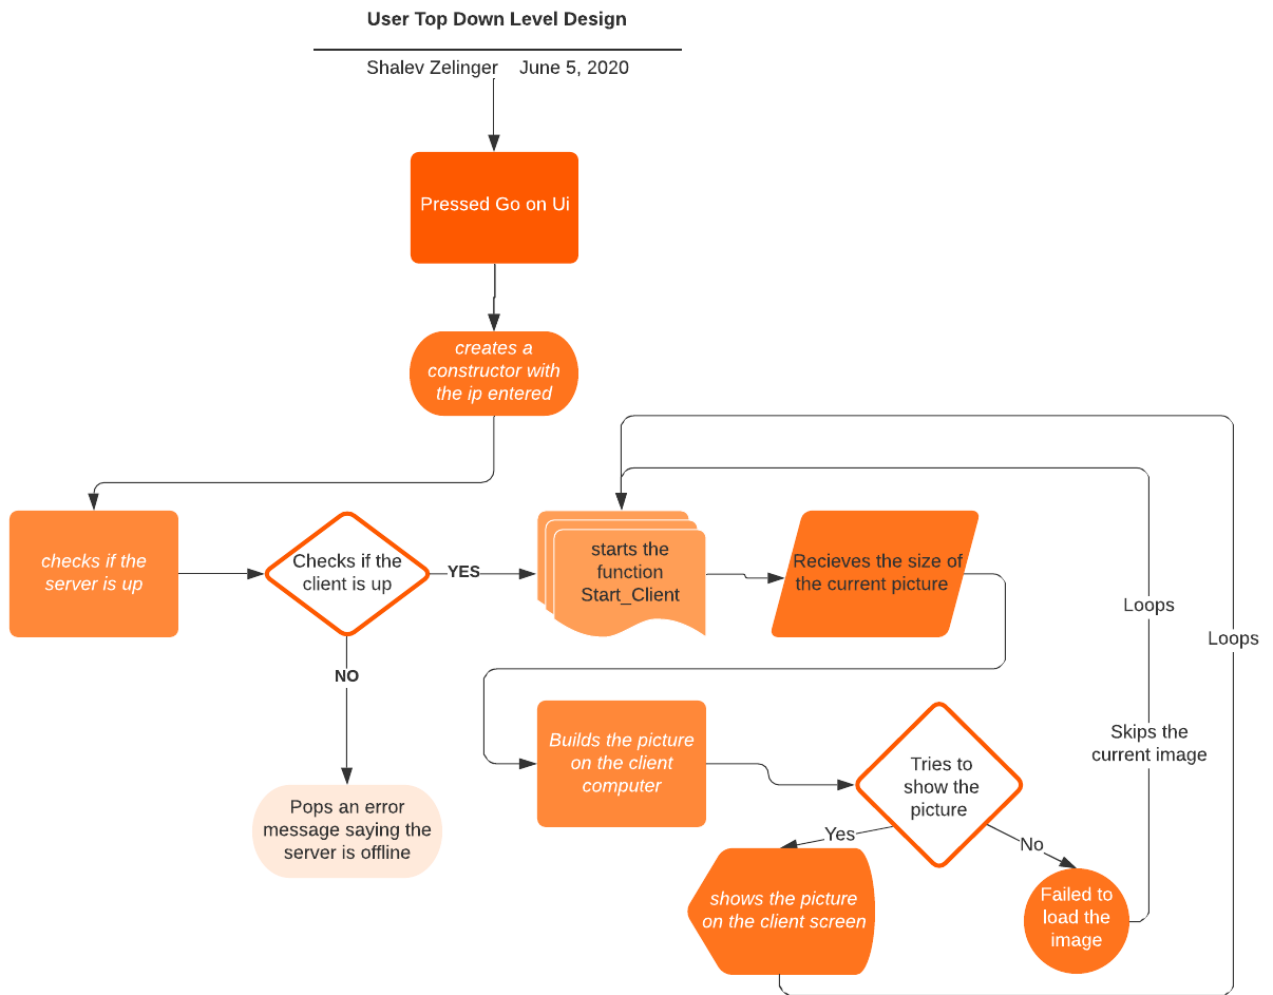 User Top Down Level Design
Shalev Zelinger June 5, 2020
Pressed Go on Ui
creates a
constructor with
the ip entered
checks if the
server is up
Checks if the
client is up
YES
starts the
function
Start_Client
Recieves the size of
the current picture
NO
Pops an error
message saying the
server is offline
Builds the picture
on the client
computer
Tries to
show the
picture
Yes
No
shows the picture
on the client screen
Failed to
load the
image
Skips the
current image
Loops
Loops